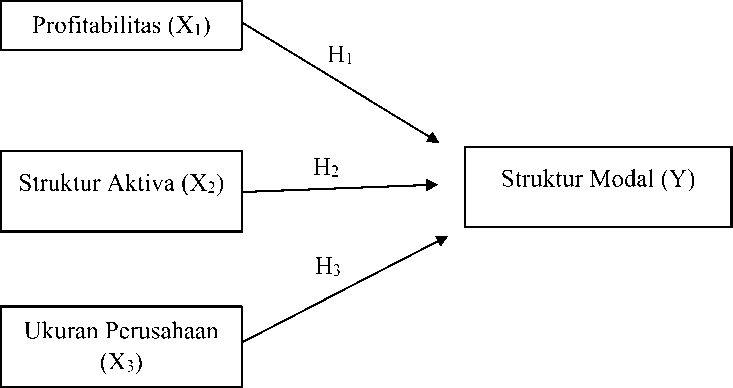 Profitabilitas (X₁)
H₁
Struktur Aktiva (X₂)
H₂
Struktur Modal (Y)
H₃
Ukuran Perusahaan
(X₃)